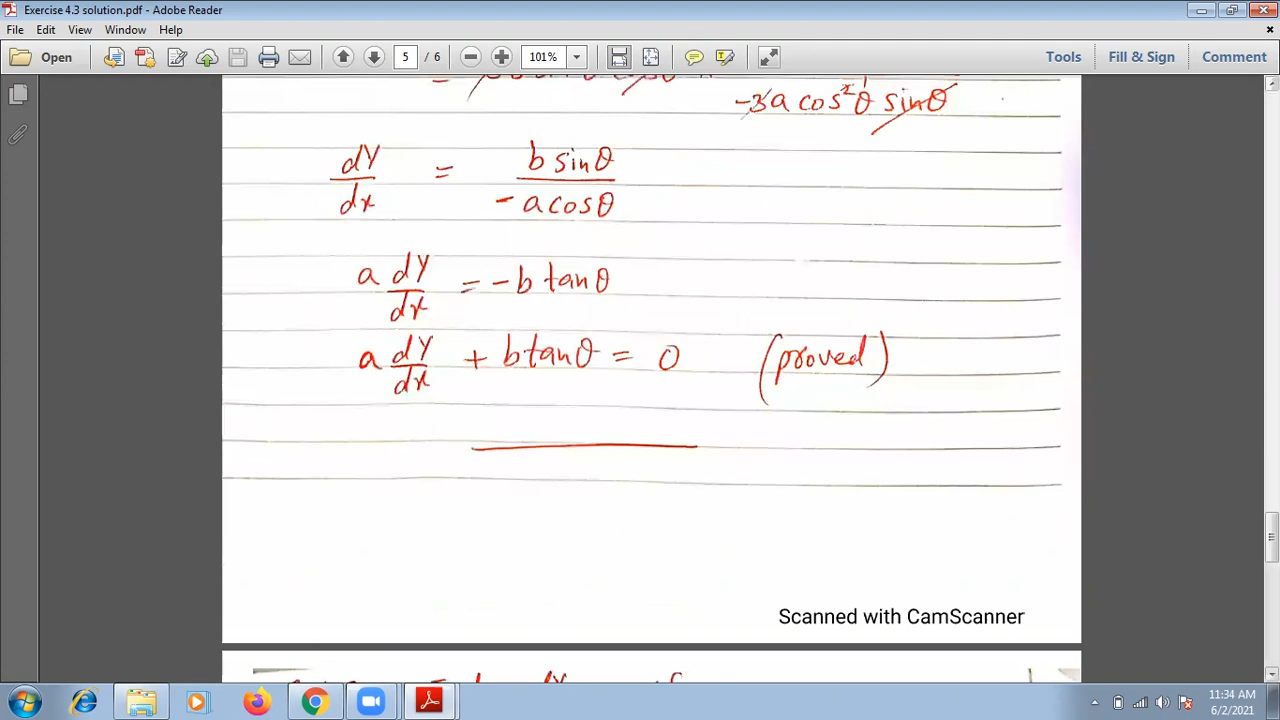 Exercise 4.3 solution.pdf - Adobe Reader
File Edit View Window Help
Open 5 / 6 101% Tools Fill & Sign Comment
-3a cos²θ sinθ
dY/dx = b sinθ / -a cosθ
a dY/dx = -b tanθ
a dY/dx + b tanθ = 0 (proved)
Scanned with CamScanner
11:34 AM
6/2/2021